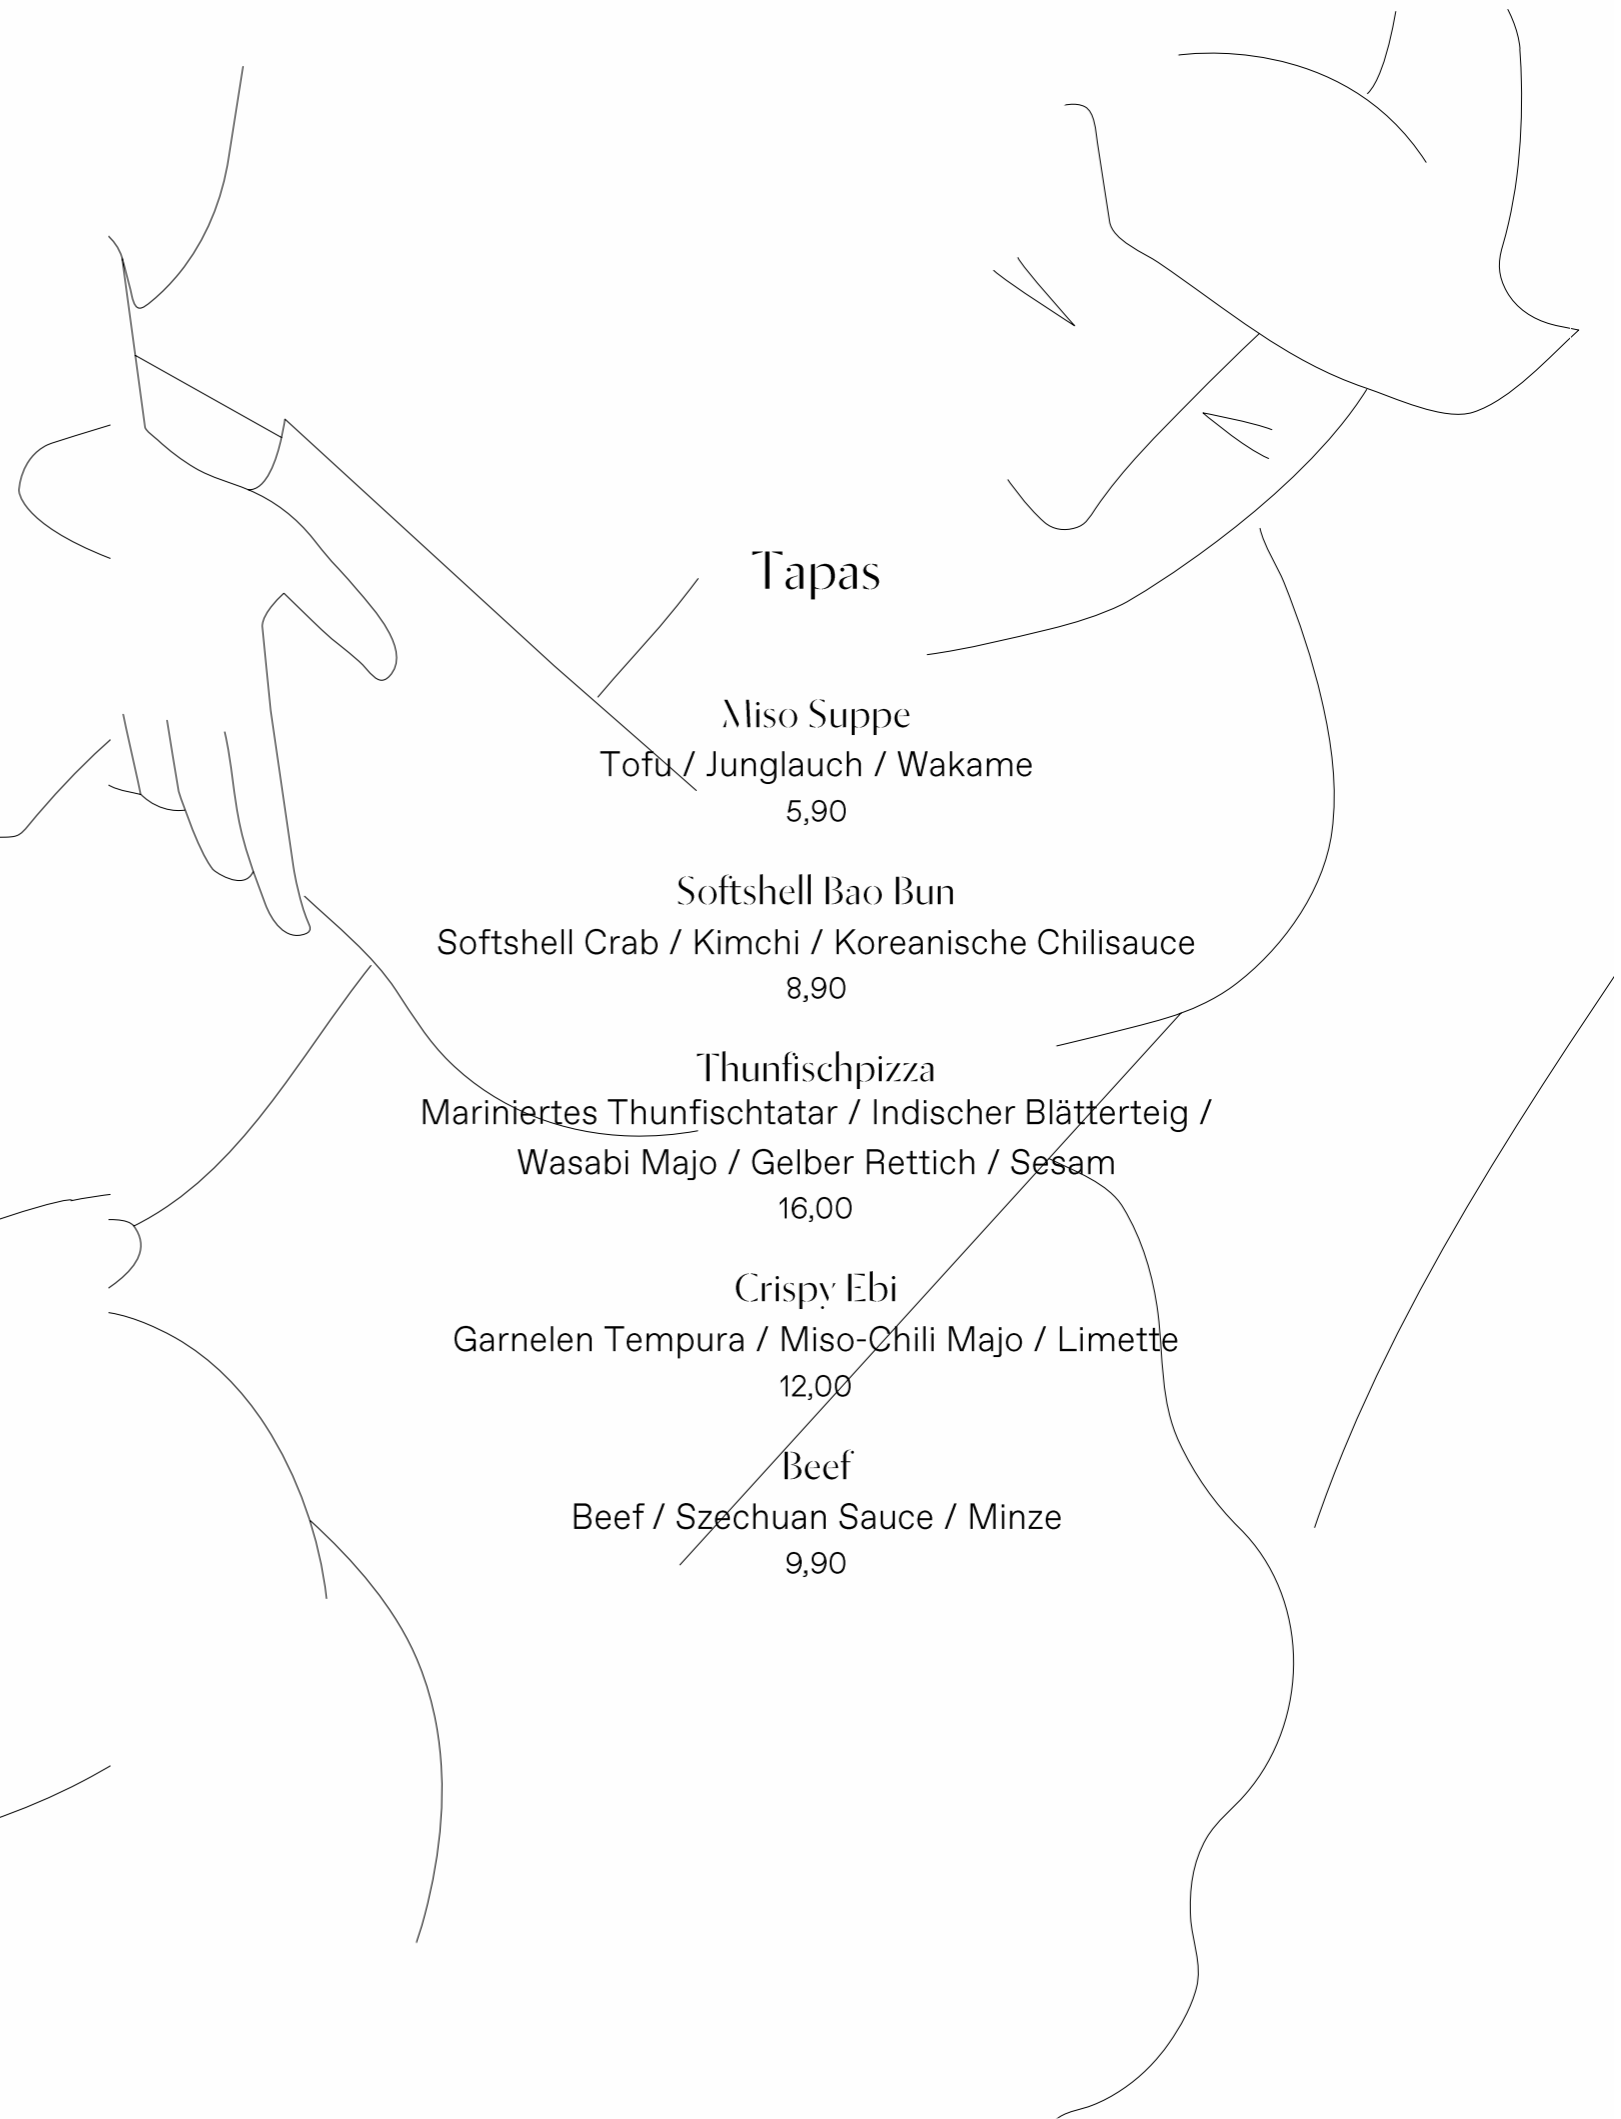 Tapas
Miso Suppe
Tofu / Junglauch / Wakame
5,90
Softshell Bao Bun
Softshell Crab / Kimchi / Koreanische Chilisauce
8,90
Thunfischpizza
Mariniertes Thunfischtatar / Indischer Blätterteig /
Wasabi Majo / Gelber Rettich / Sesam
16,00
Crispy Ebi
Garnelen Tempura / Miso-Chili Majo / Limette
12,00
Beef
Beef / Szechuan Sauce / Minze
9,90